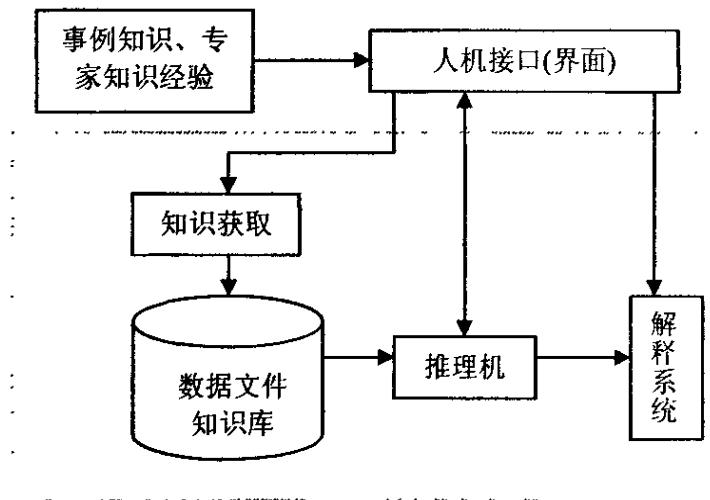 事例知识、专
家知识经验
人机接口(界面)
知识获取
数据文件
知识库
推理机
解
释
系
统